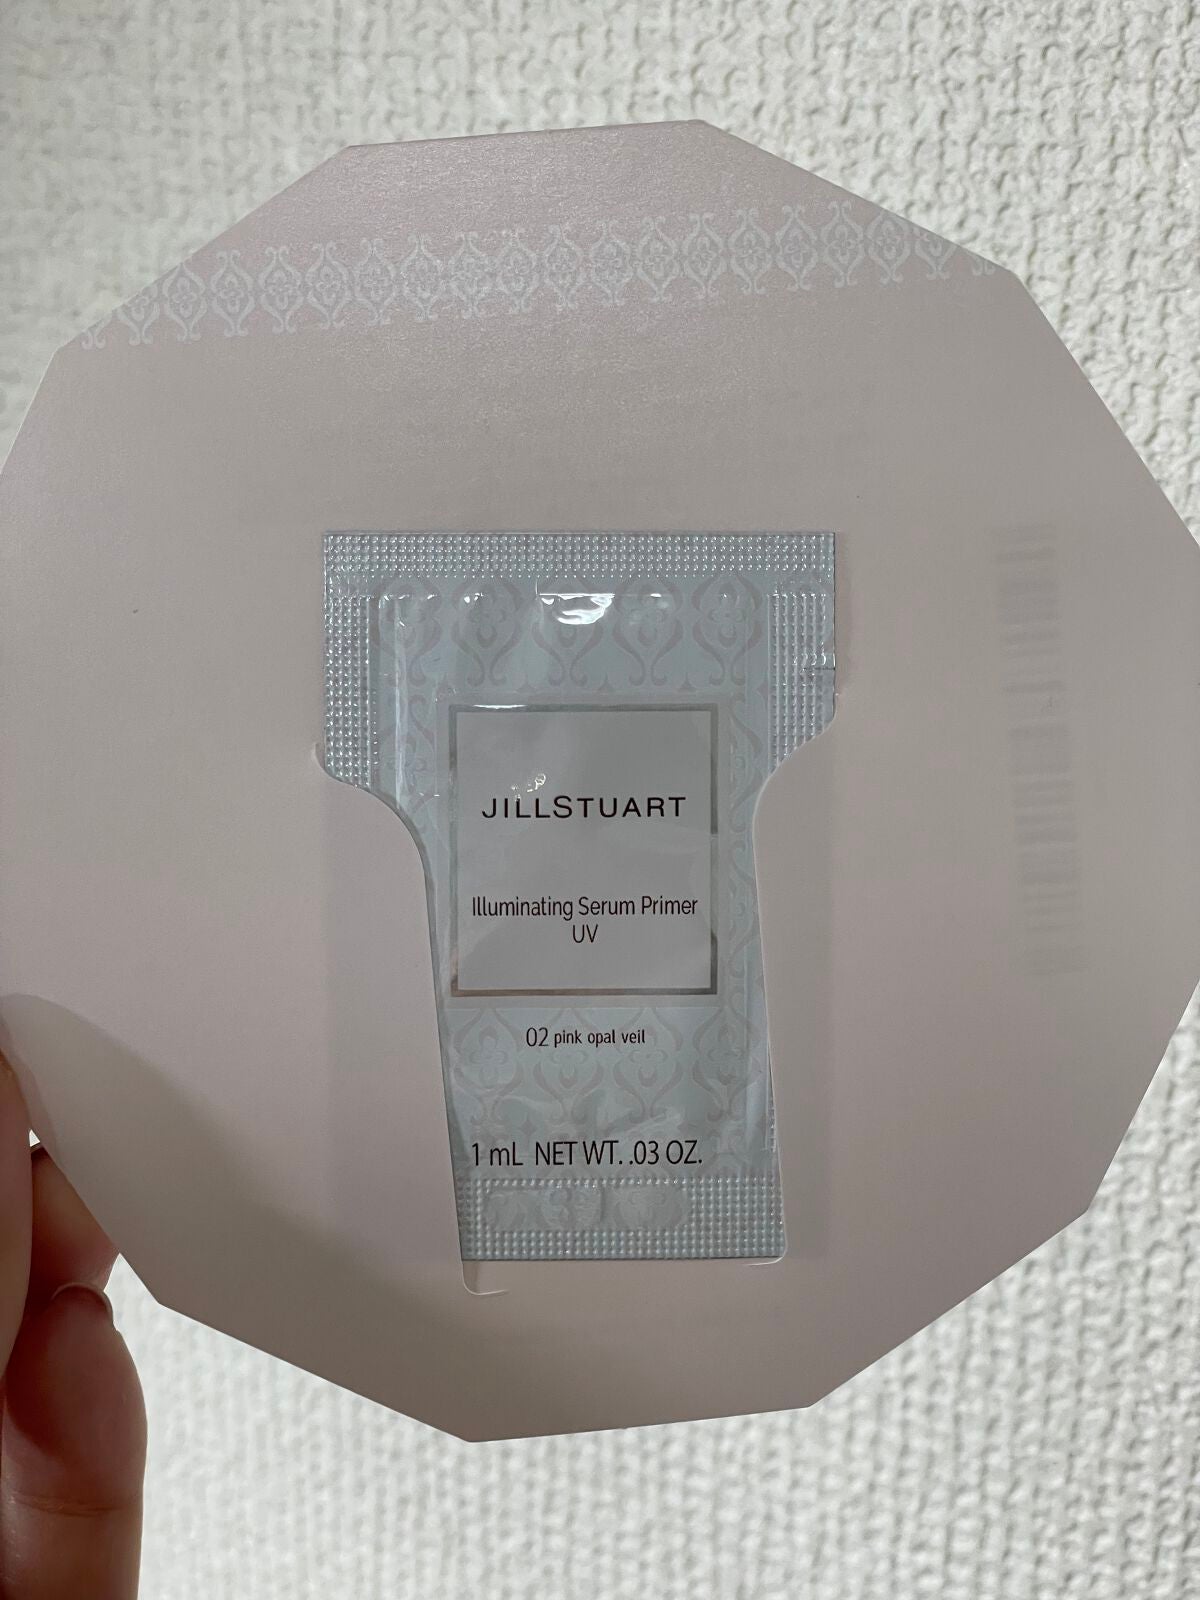 JILLSTUART
Illuminating Serum Primer
UV
02 pink opal veil
1 mL NET WT. .03 OZ.